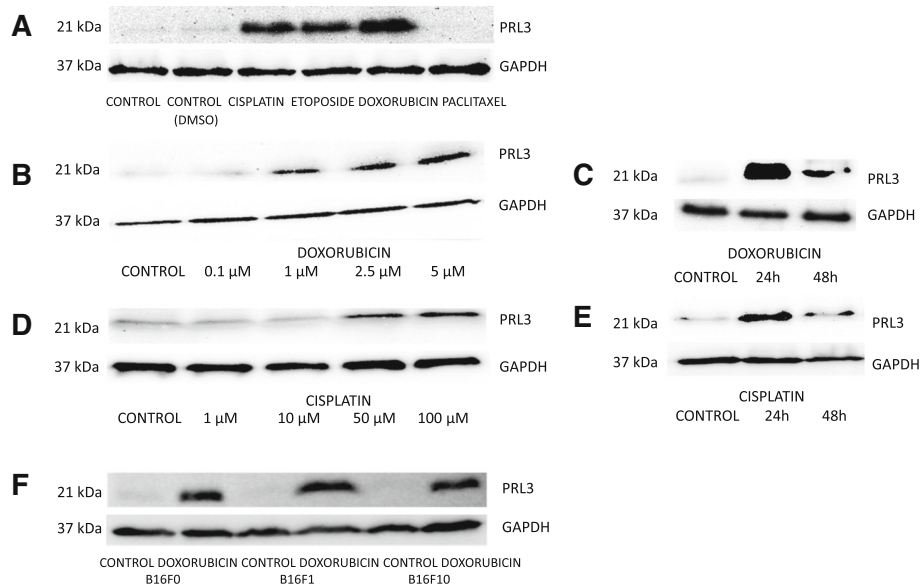 A
21 kDa PRL3
37 kDa GAPDH
CONTROL CONTROL CISPLATIN ETOPOSIDE DOXORUBICIN PACLITAXEL
(DMSO)
B
21 kDa PRL3
37 kDa GAPDH
DOXORUBICIN
CONTROL 0.1 µM 1 µM 2.5 µM 5 µM
C
21 kDa PRL3
37 kDa GAPDH
DOXORUBICIN
CONTROL 24h 48h
D
21 kDa PRL3
37 kDa GAPDH
CISPLATIN
CONTROL 1 µM 10 µM 50 µM 100 µM
E
21 kDa PRL3
37 kDa GAPDH
CISPLATIN
CONTROL 24h 48h
F
21 kDa PRL3
37 kDa GAPDH
CONTROL DOXORUBICIN CONTROL DOXORUBICIN CONTROL DOXORUBICIN
B16F0 B16F1 B16F10